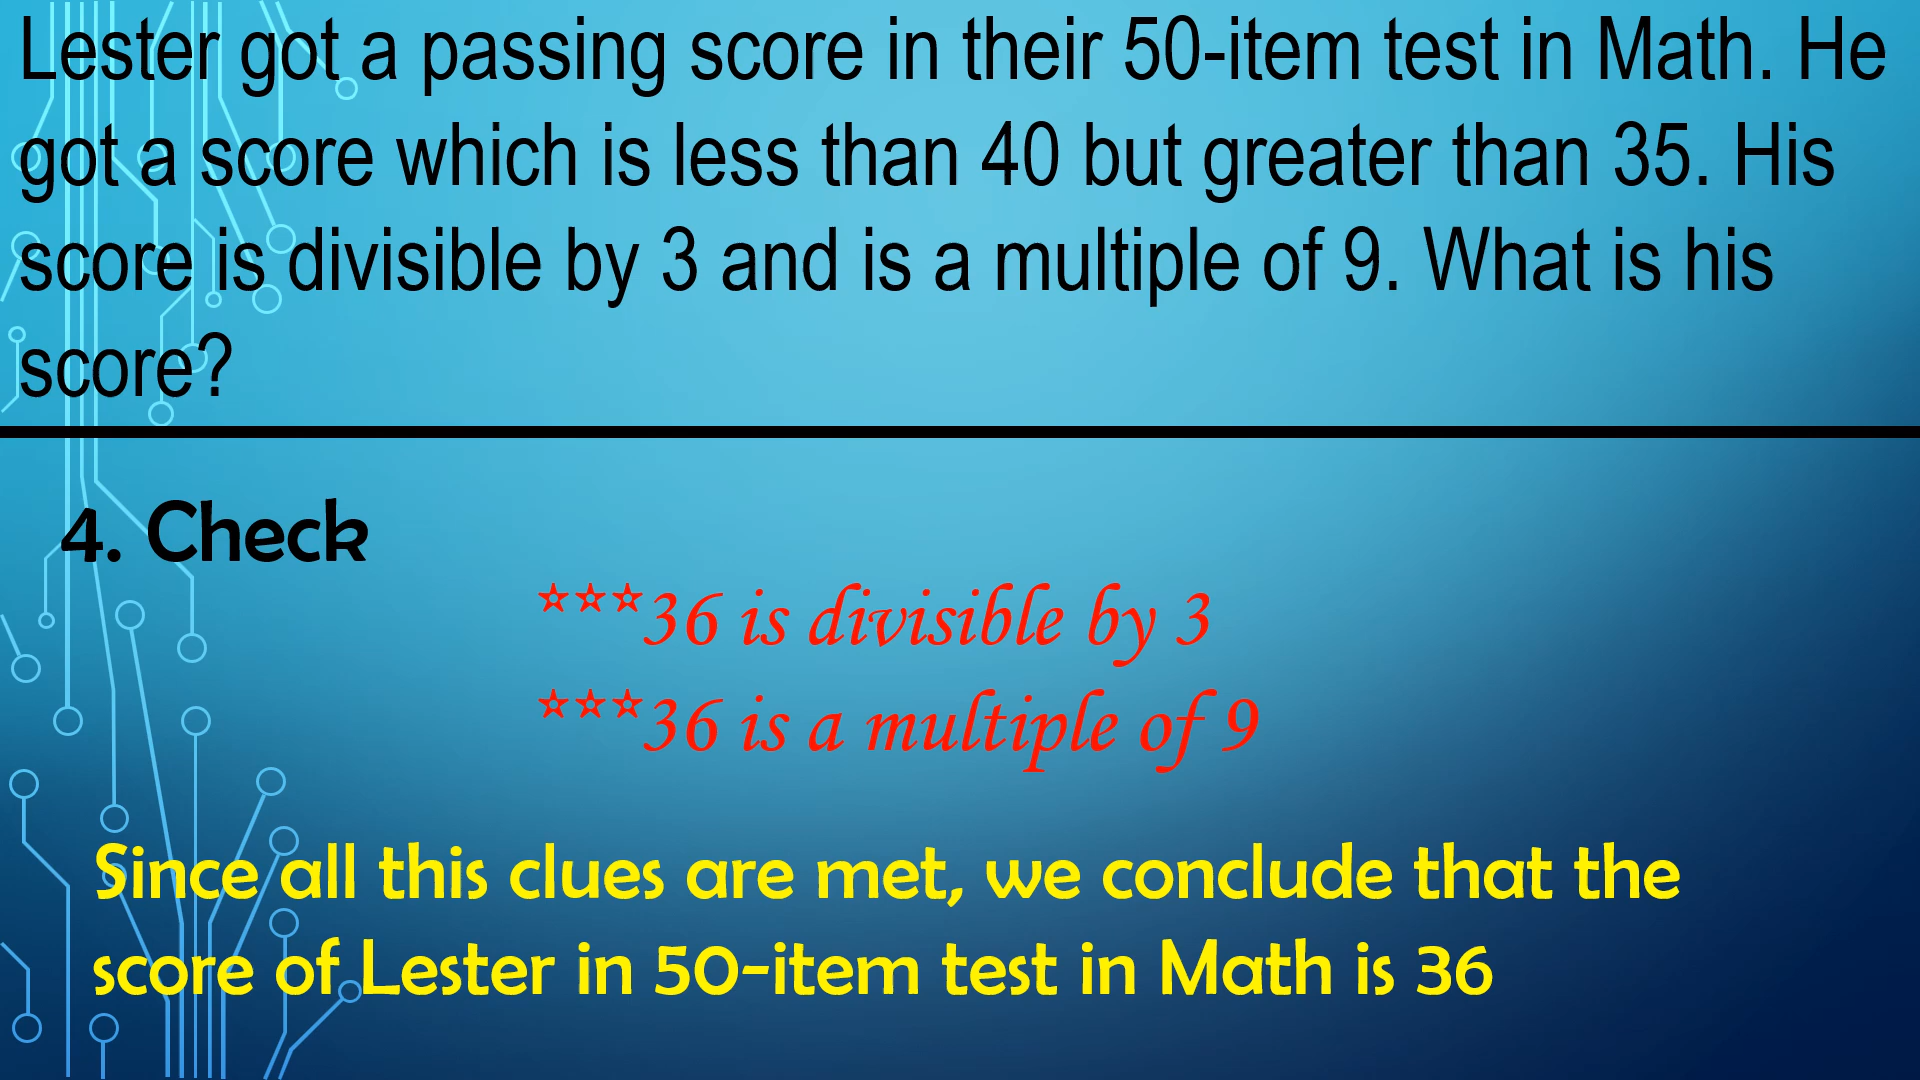 Lester got a passing score in their 50-item test in Math. He
got a score which is less than 40 but greater than 35. His
score is divisible by 3 and is a multiple of 9. What is his
score?
4. Check
***36 is divisible by 3
***36 is a multiple of 9
Since all this clues are met, we conclude that the
score of Lester in 50-item test in Math is 36